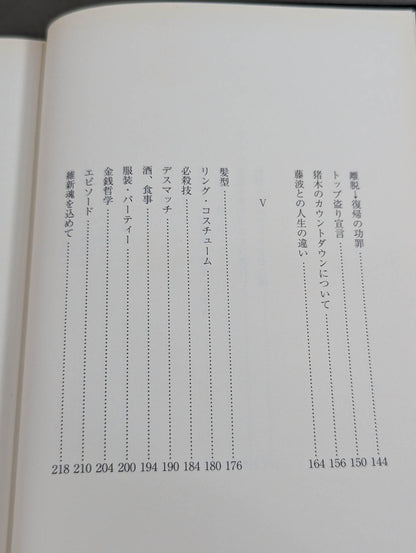 離脱→復帰の功罪……144
トップ盗り宣言……150
猪木のカウントダウンについて……156
藤波との人生の違い……164
V
髪型……176
リング・コスチューム……180
必殺技……184
デスマッチ……190
酒、食事……194
服装・パーティー……200
金銭哲学……204
エピソード……210
維新魂を込めて……218